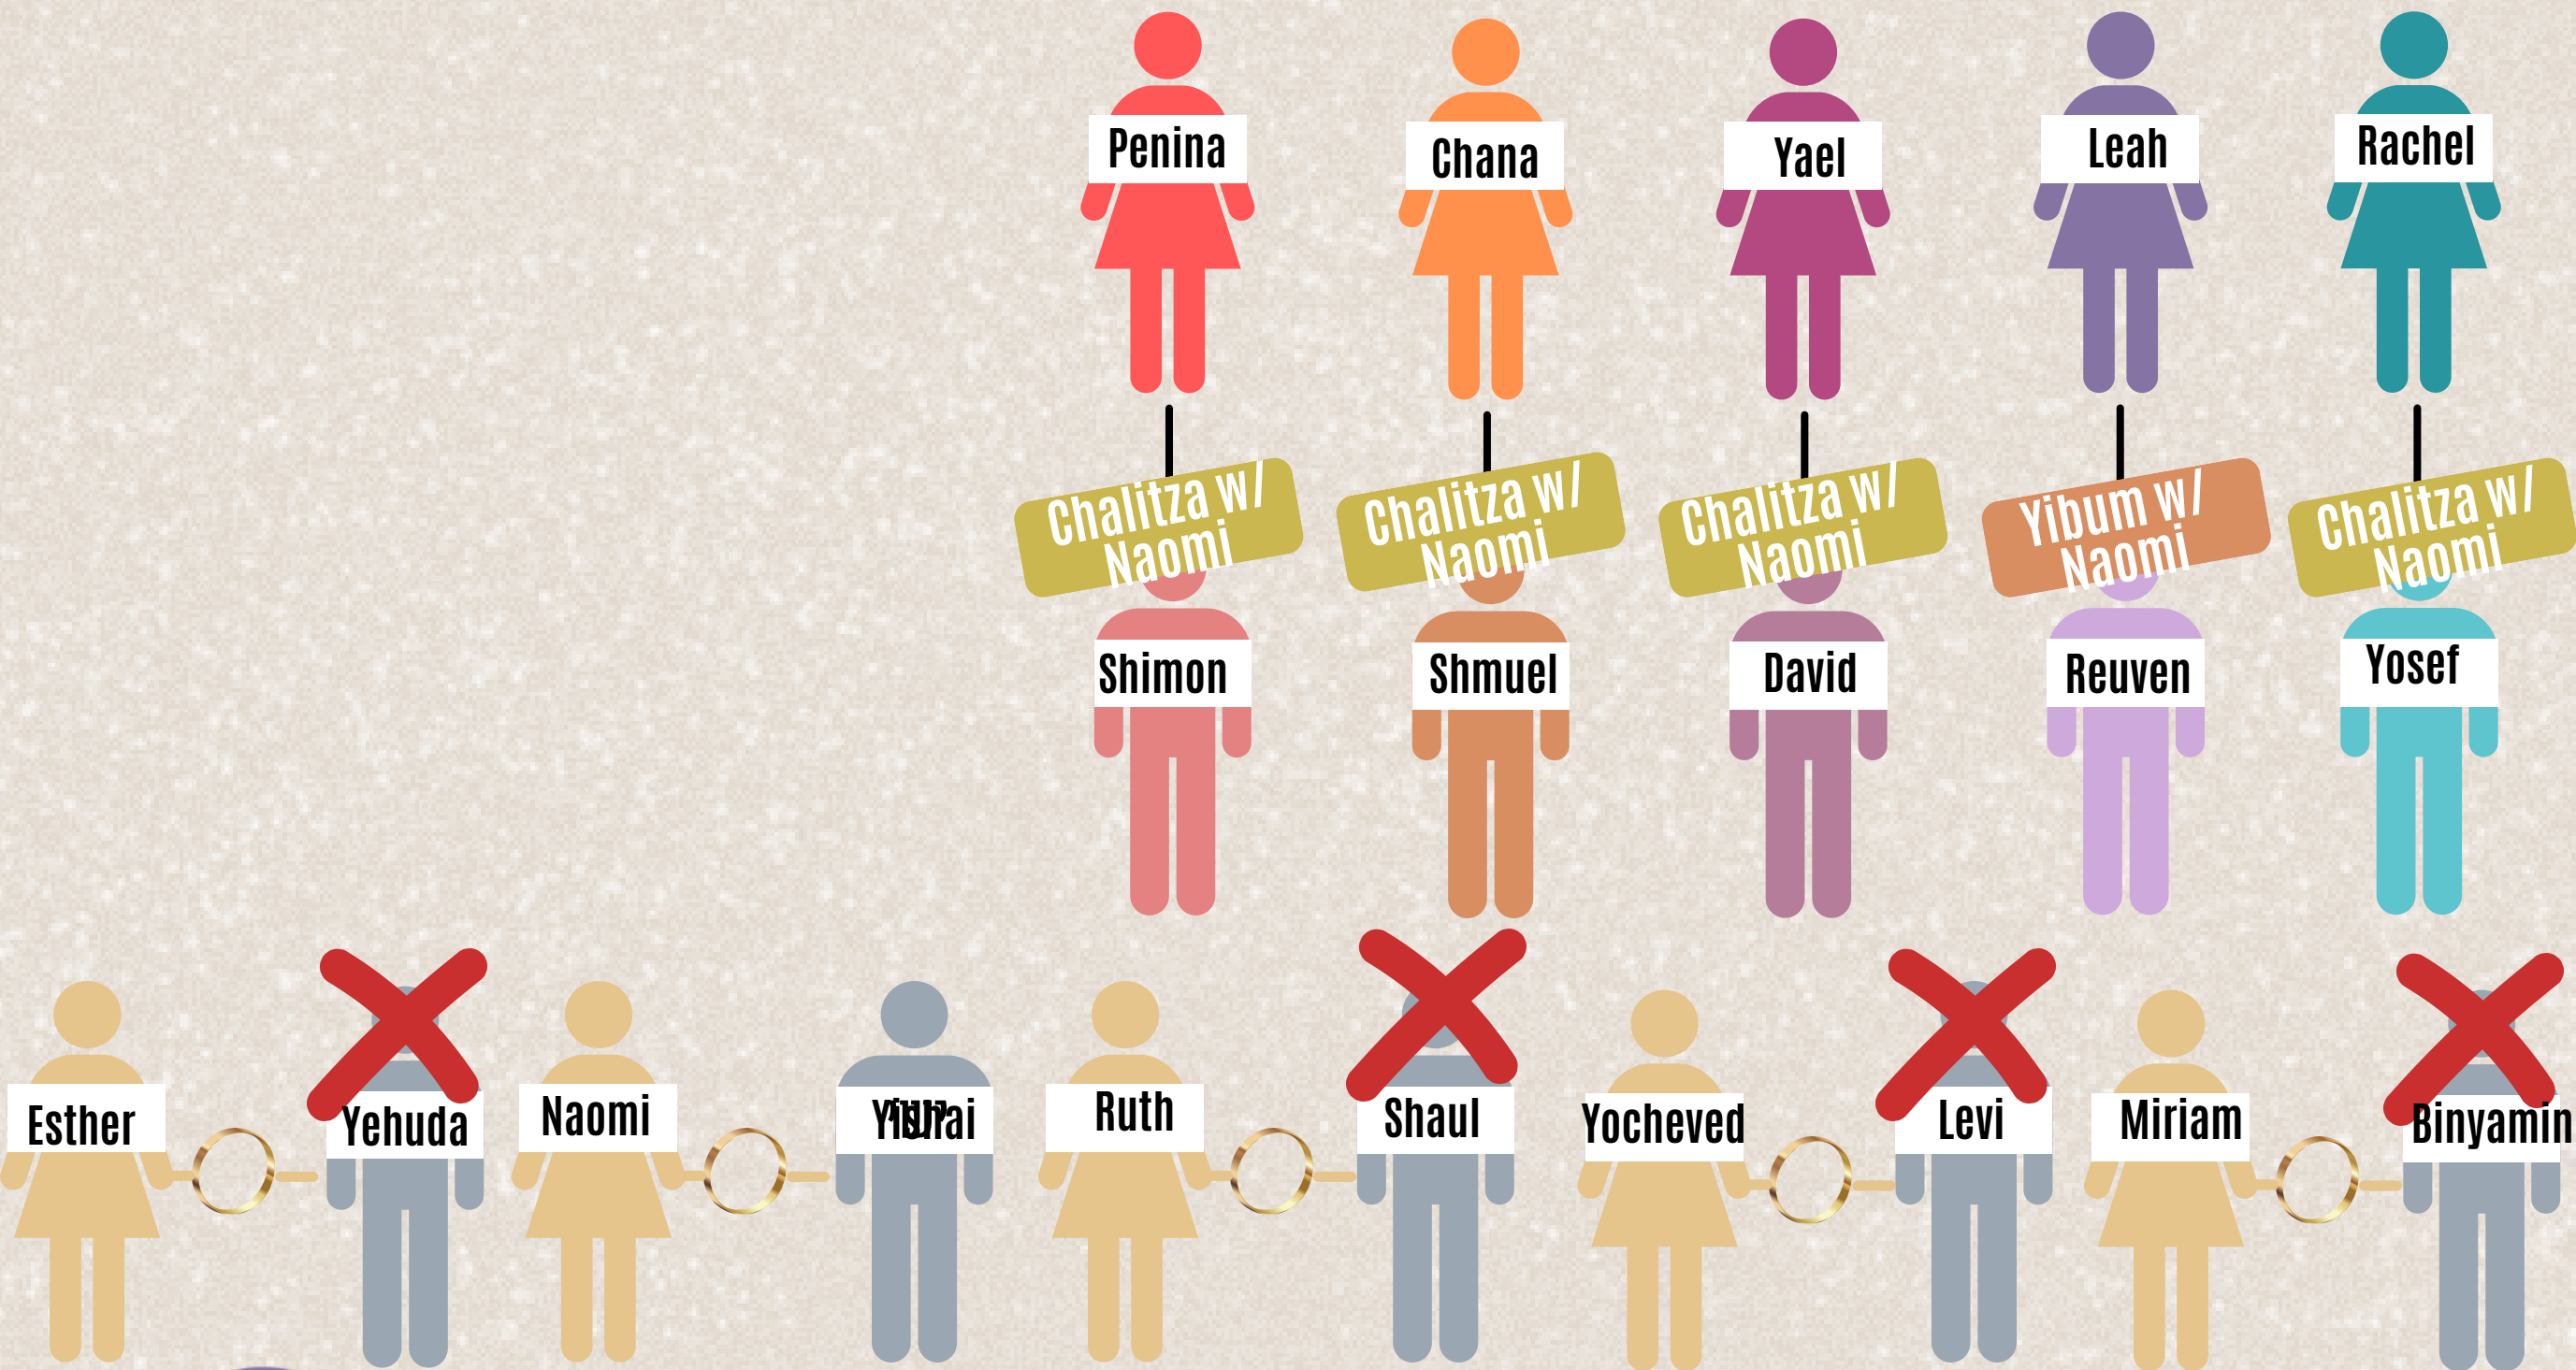 Penina
Chana
Yael
Leah
Rachel
Chalitza w/
Naomi
Chalitza w/
Naomi
Chalitza w/
Naomi
Yibum w/
Naomi
Chalitza w/
Naomi
Shimon
Shmuel
David
Reuven
Yosef
Esther
Yehuda
Naomi
Yishai
Ruth
Shaul
Yocheved
Levi
Miriam
Binyamin